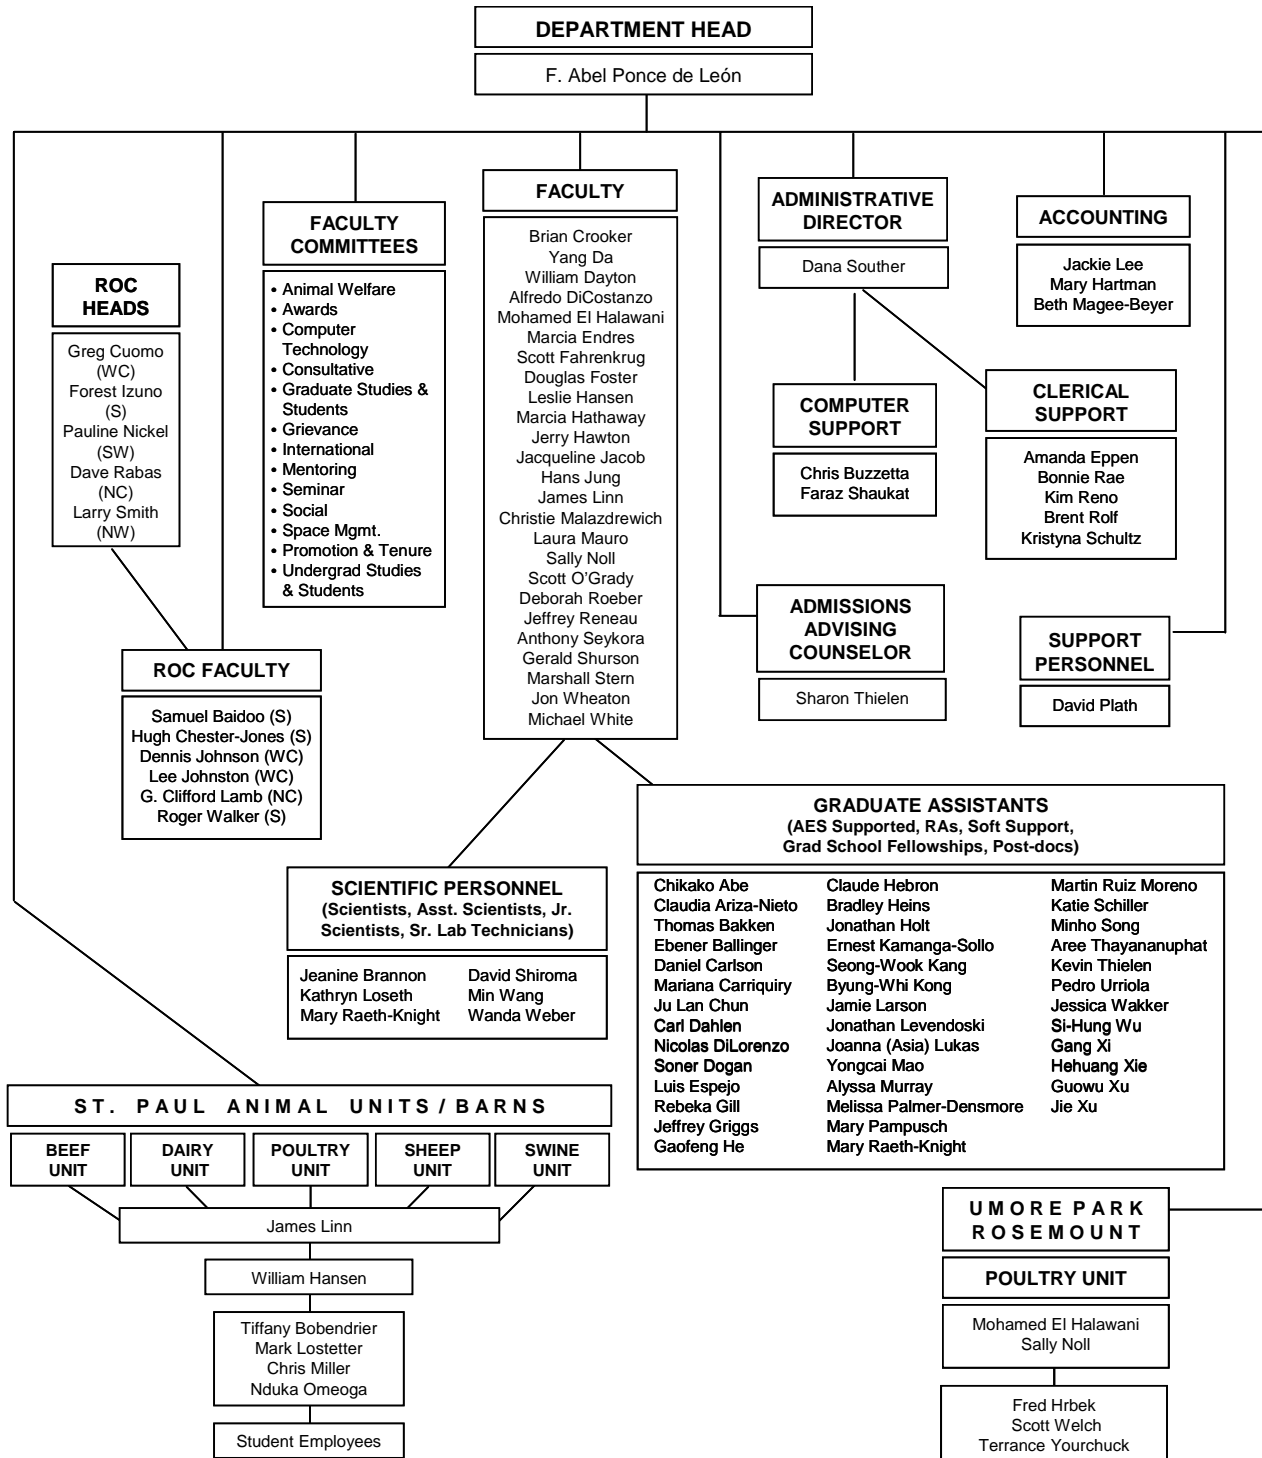 DEPARTMENT HEAD
F. Abel Ponce de León
ROC
HEADS
Greg Cuomo
(WC)
Forest Izuno
(S)
Pauline Nickel
(SW)
Dave Rabas
(NC)
Larry Smith
(NW)
FACULTY
COMMITTEES
• Animal Welfare
• Awards
• Computer
Technology
• Consultative
• Graduate Studies &
Students
• Grievance
• International
• Mentoring
• Seminar
• Social
• Space Mgmt.
• Promotion & Tenure
• Undergrad Studies
& Students
FACULTY
Brian Crooker
Yang Da
William Dayton
Alfredo DiCostanzo
Mohamed El Halawani
Marcia Endres
Scott Fahrenkrug
Douglas Foster
Leslie Hansen
Marcia Hathaway
Jerry Hawton
Jacqueline Jacob
Hans Jung
James Linn
Christie Malazdrewich
Laura Mauro
Sally Noll
Scott O'Grady
Deborah Roeber
Jeffrey Reneau
Anthony Seykora
Gerald Shurson
Marshall Stern
Jon Wheaton
Michael White
ADMINISTRATIVE
DIRECTOR
Dana Souther
ACCOUNTING
Jackie Lee
Mary Hartman
Beth Magee-Beyer
COMPUTER
SUPPORT
Chris Buzzetta
Faraz Shaukat
CLERICAL
SUPPORT
Amanda Eppen
Bonnie Rae
Kim Reno
Brent Rolf
Kristyna Schultz
ADMISSIONS
ADVISING
COUNSELOR
Sharon Thielen
SUPPORT
PERSONNEL
David Plath
ROC FACULTY
Samuel Baidoo (S)
Hugh Chester-Jones (S)
Dennis Johnson (WC)
Lee Johnston (WC)
G. Clifford Lamb (NC)
Roger Walker (S)
SCIENTIFIC PERSONNEL
(Scientists, Asst. Scientists, Jr.
Scientists, Sr. Lab Technicians)
Jeanine Brannon
Kathryn Loseth
Mary Raeth-Knight
David Shiroma
Min Wang
Wanda Weber
GRADUATE ASSISTANTS
(AES Supported, RAs, Soft Support,
Grad School Fellowships, Post-docs)
Chikako Abe
Claudia Ariza-Nieto
Thomas Bakken
Ebener Ballinger
Daniel Carlson
Mariana Carriquiry
Ju Lan Chun
Carl Dahlen
Nicolas DiLorenzo
Soner Dogan
Luis Espejo
Rebeka Gill
Jeffrey Griggs
Gaofeng He
Claude Hebron
Bradley Heins
Jonathan Holt
Ernest Kamanga-Sollo
Seong-Wook Kang
Byung-Whi Kong
Jamie Larson
Jonathan Levendoski
Joanna (Asia) Lukas
Yongcai Mao
Alyssa Murray
Melissa Palmer-Densmore
Mary Pampusch
Mary Raeth-Knight
Martin Ruiz Moreno
Katie Schiller
Minho Song
Aree Thayananuphat
Kevin Thielen
Pedro Urriola
Jessica Wakker
Si-Hung Wu
Gang Xi
Hehuang Xie
Guowu Xu
Jie Xu
ST. PAUL ANIMAL UNITS / BARNS
BEEF
UNIT
DAIRY
UNIT
POULTRY
UNIT
SHEEP
UNIT
SWINE
UNIT
James Linn
William Hansen
Tiffany Bobendrier
Mark Lostetter
Chris Miller
Nduka Omeoga
Student Employees
UMORE PARK
ROSEMOUNT
POULTRY UNIT
Mohamed El Halawani
Sally Noll
Fred Hrbek
Scott Welch
Terrance Yourchuck